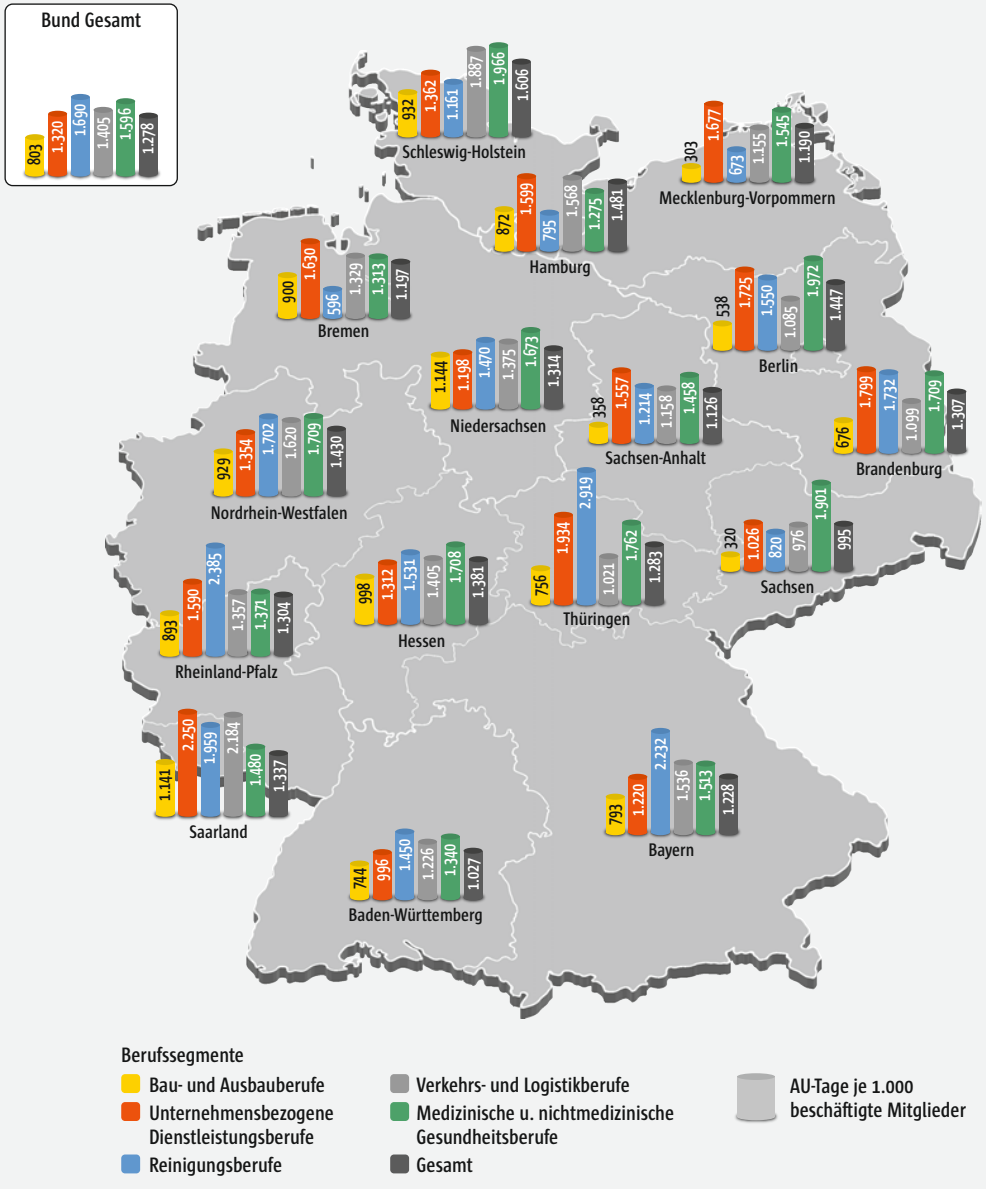 Bund Gesamt
803 1.320 1.690 1.405 1.596 1.278
932 1.362 1.161 1.887 1.966 1.606
Schleswig-Holstein
303 1.677 673 1.155 1.545 1.190
Mecklenburg-Vorpommern
872 1.599 795 1.568 1.275 1.481
Hamburg
900 1.630 596 1.329 1.313 1.197
Bremen
538 1.725 1.550 1.085 1.972 1.447
Berlin
1.144 1.198 1.470 1.375 1.673 1.314
Niedersachsen
358 1.557 1.214 1.158 1.458 1.126
Sachsen-Anhalt
676 1.799 1.732 1.099 1.709 1.307
Brandenburg
929 1.354 1.702 1.620 1.709 1.430
Nordrhein-Westfalen
320 1.026 820 976 1.901 995
Sachsen
756 1.934 2.919 1.021 1.762 1.283
Thüringen
998 1.312 1.531 1.405 1.708 1.381
Hessen
893 1.590 2.385 1.357 1.371 1.304
Rheinland-Pfalz
1.141 2.250 1.959 2.184 1.480 1.337
Saarland
793 1.220 2.232 1.536 1.513 1.228
Bayern
744 996 1.450 1.226 1.340 1.027
Baden-Württemberg
Berufssegmente
Bau- und Ausbauberufe
Unternehmensbezogene
Dienstleistungsberufe
Reinigungsberufe
Verkehrs- und Logistikberufe
Medizinische u. nichtmedizinische
Gesundheitsberufe
Gesamt
AU-Tage je 1.000
beschäftigte Mitglieder